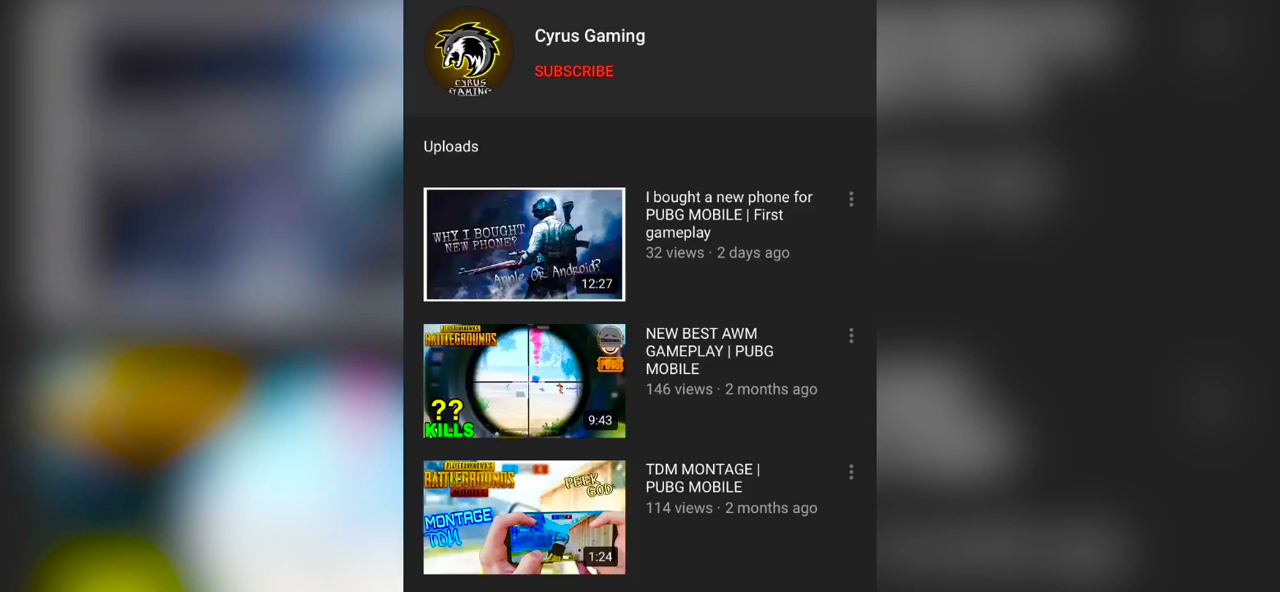 Cyrus Gaming
CYRUS
GAMING
SUBSCRIBE
Uploads
WHY I BOUGHT
NEW PHONE?
Apple Or Android?
12:27
I bought a new phone for
PUBG MOBILE | First
gameplay
32 views · 2 days ago
PLAYERUNKNOWN'S
BATTLEGROUNDS
PUBG
??
KILLS
9:43
NEW BEST AWM
GAMEPLAY | PUBG
MOBILE
146 views · 2 months ago
PLAYERUNKNOWN'S
BATTLEGROUNDS
MOBILE
PEEK
GOD
MONTAGE
TDM
1:24
TDM MONTAGE |
PUBG MOBILE
114 views · 2 months ago